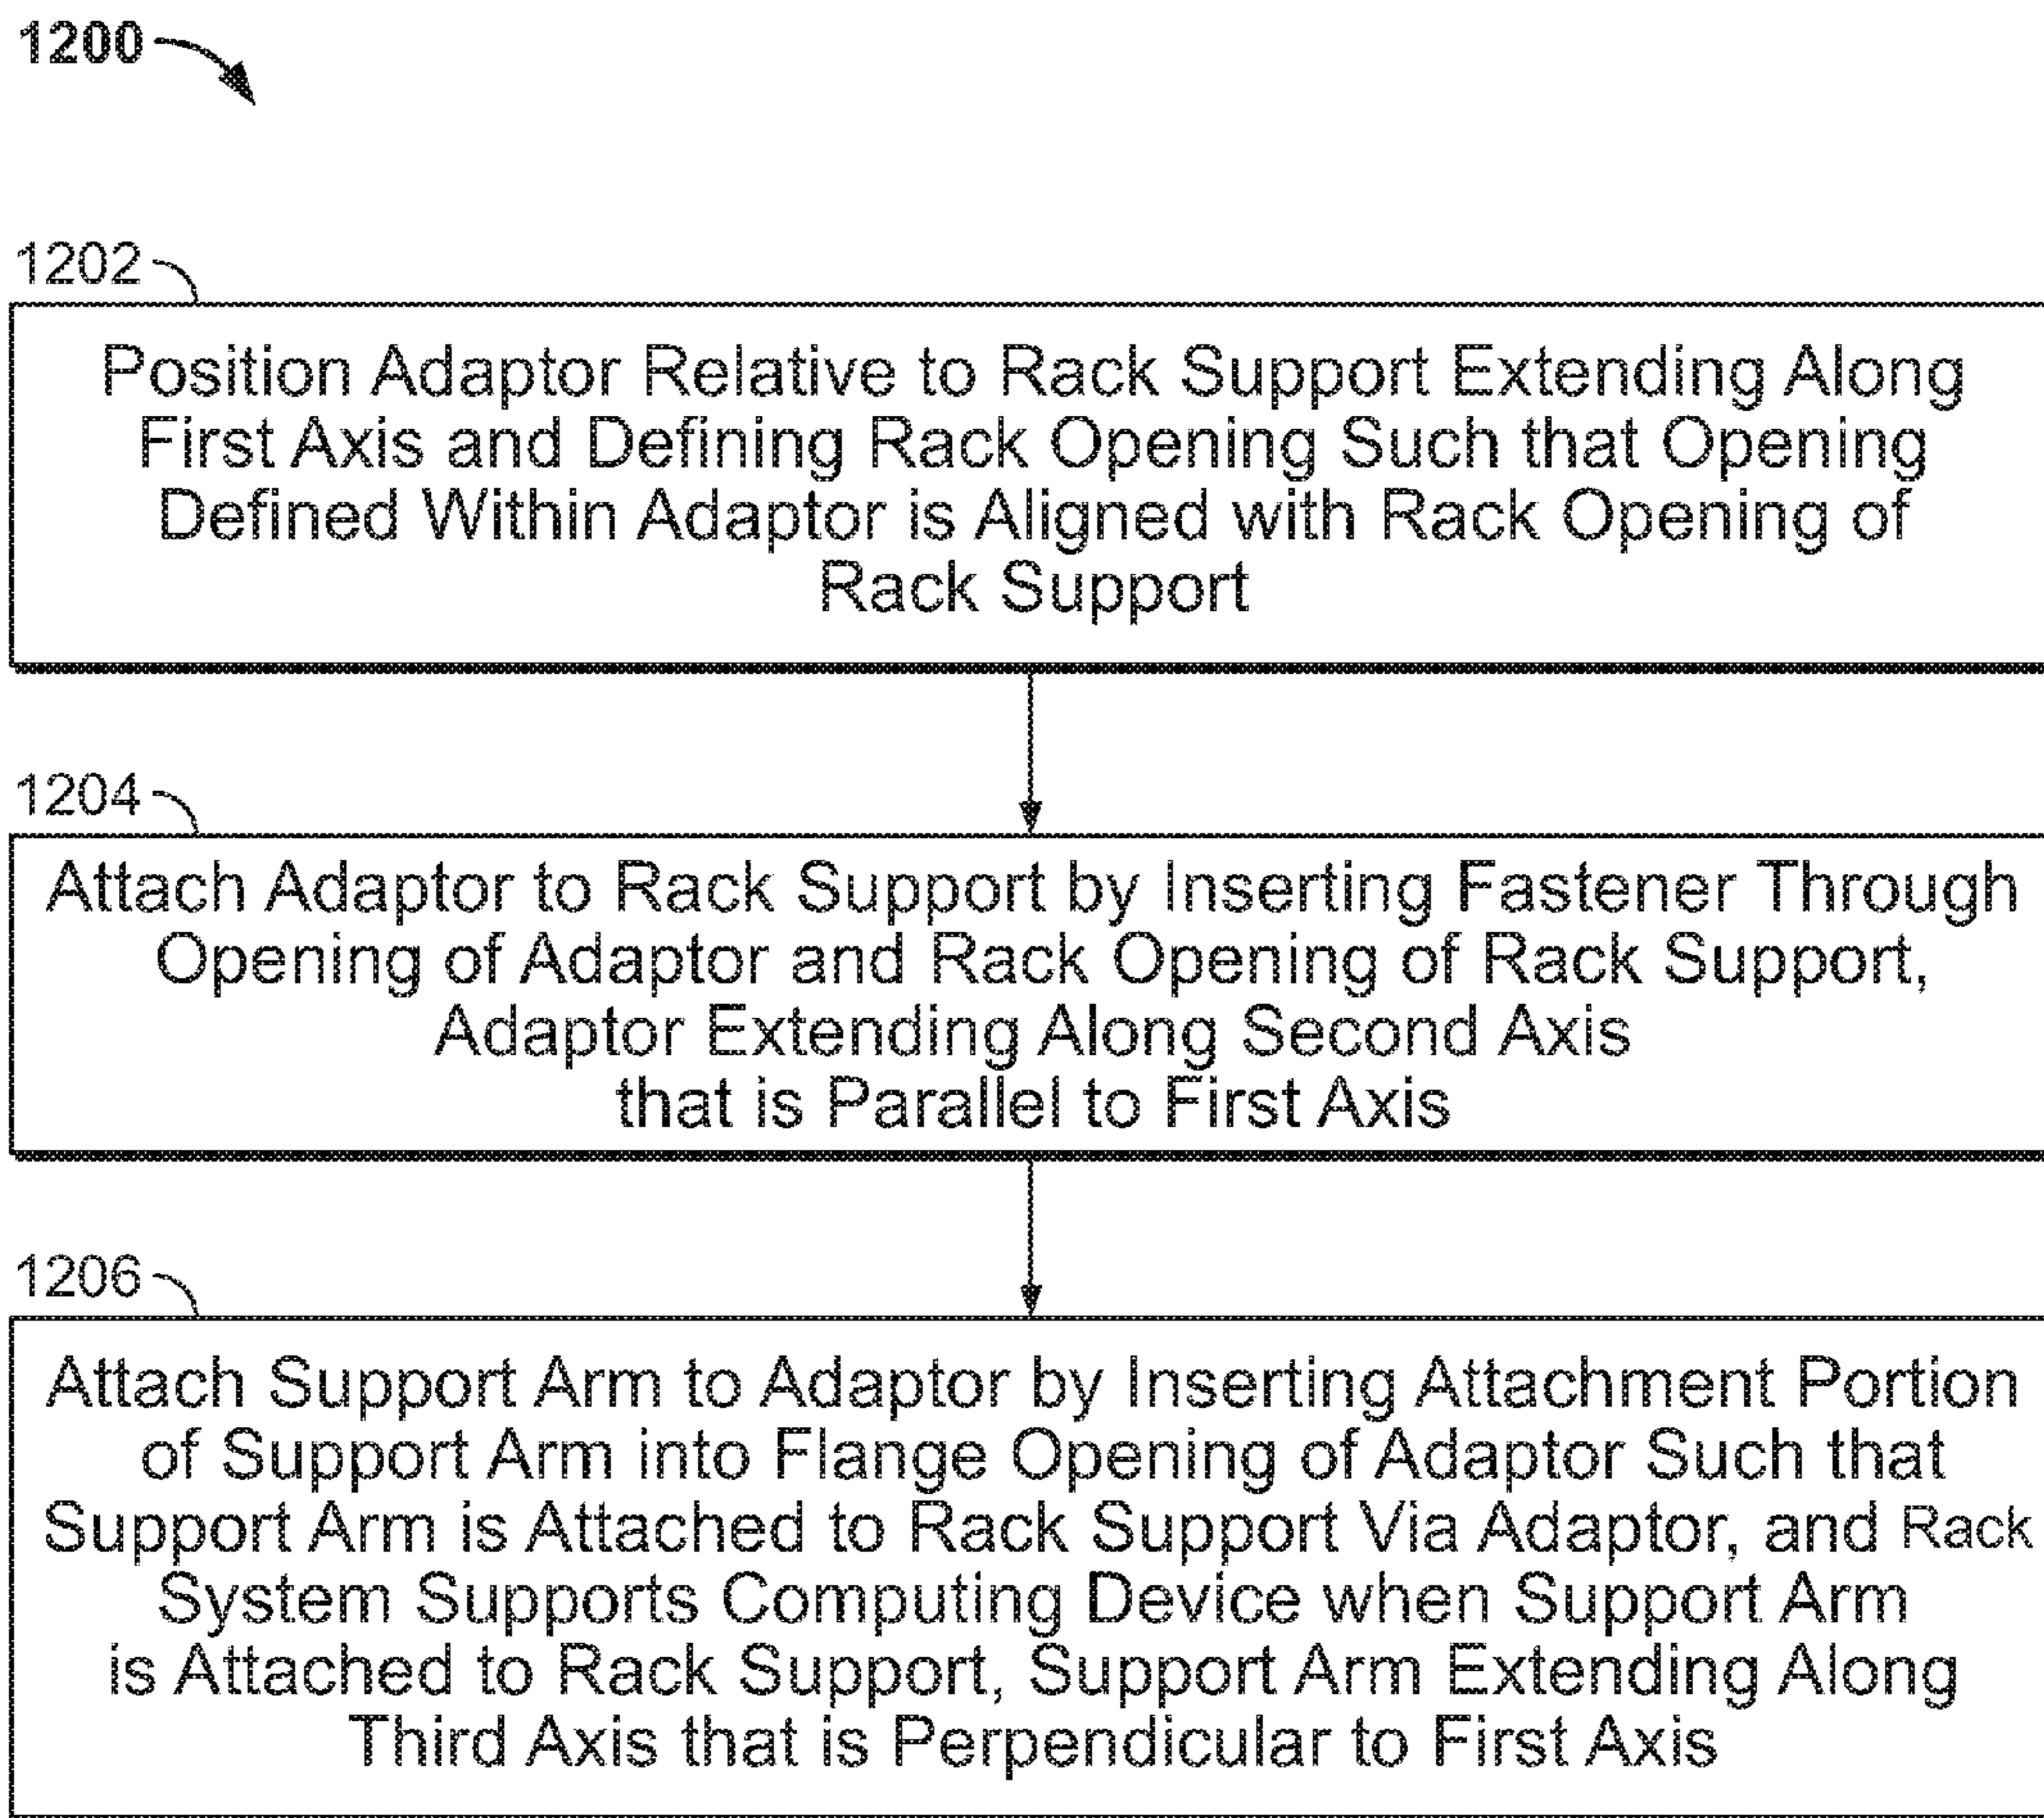 1200
1202
Position Adaptor Relative to Rack Support Extending Along
First Axis and Defining Rack Opening Such that Opening
Defined Within Adaptor is Aligned with Rack Opening of
Rack Support
1204
Attach Adaptor to Rack Support by Inserting Fastener Through
Opening of Adaptor and Rack Opening of Rack Support,
Adaptor Extending Along Second Axis
that is Parallel to First Axis
1206
Attach Support Arm to Adaptor by Inserting Attachment Portion
of Support Arm into Flange Opening of Adaptor Such that
Support Arm is Attached to Rack Support Via Adaptor, and Rack
System Supports Computing Device when Support Arm
is Attached to Rack Support, Support Arm Extending Along
Third Axis that is Perpendicular to First Axis